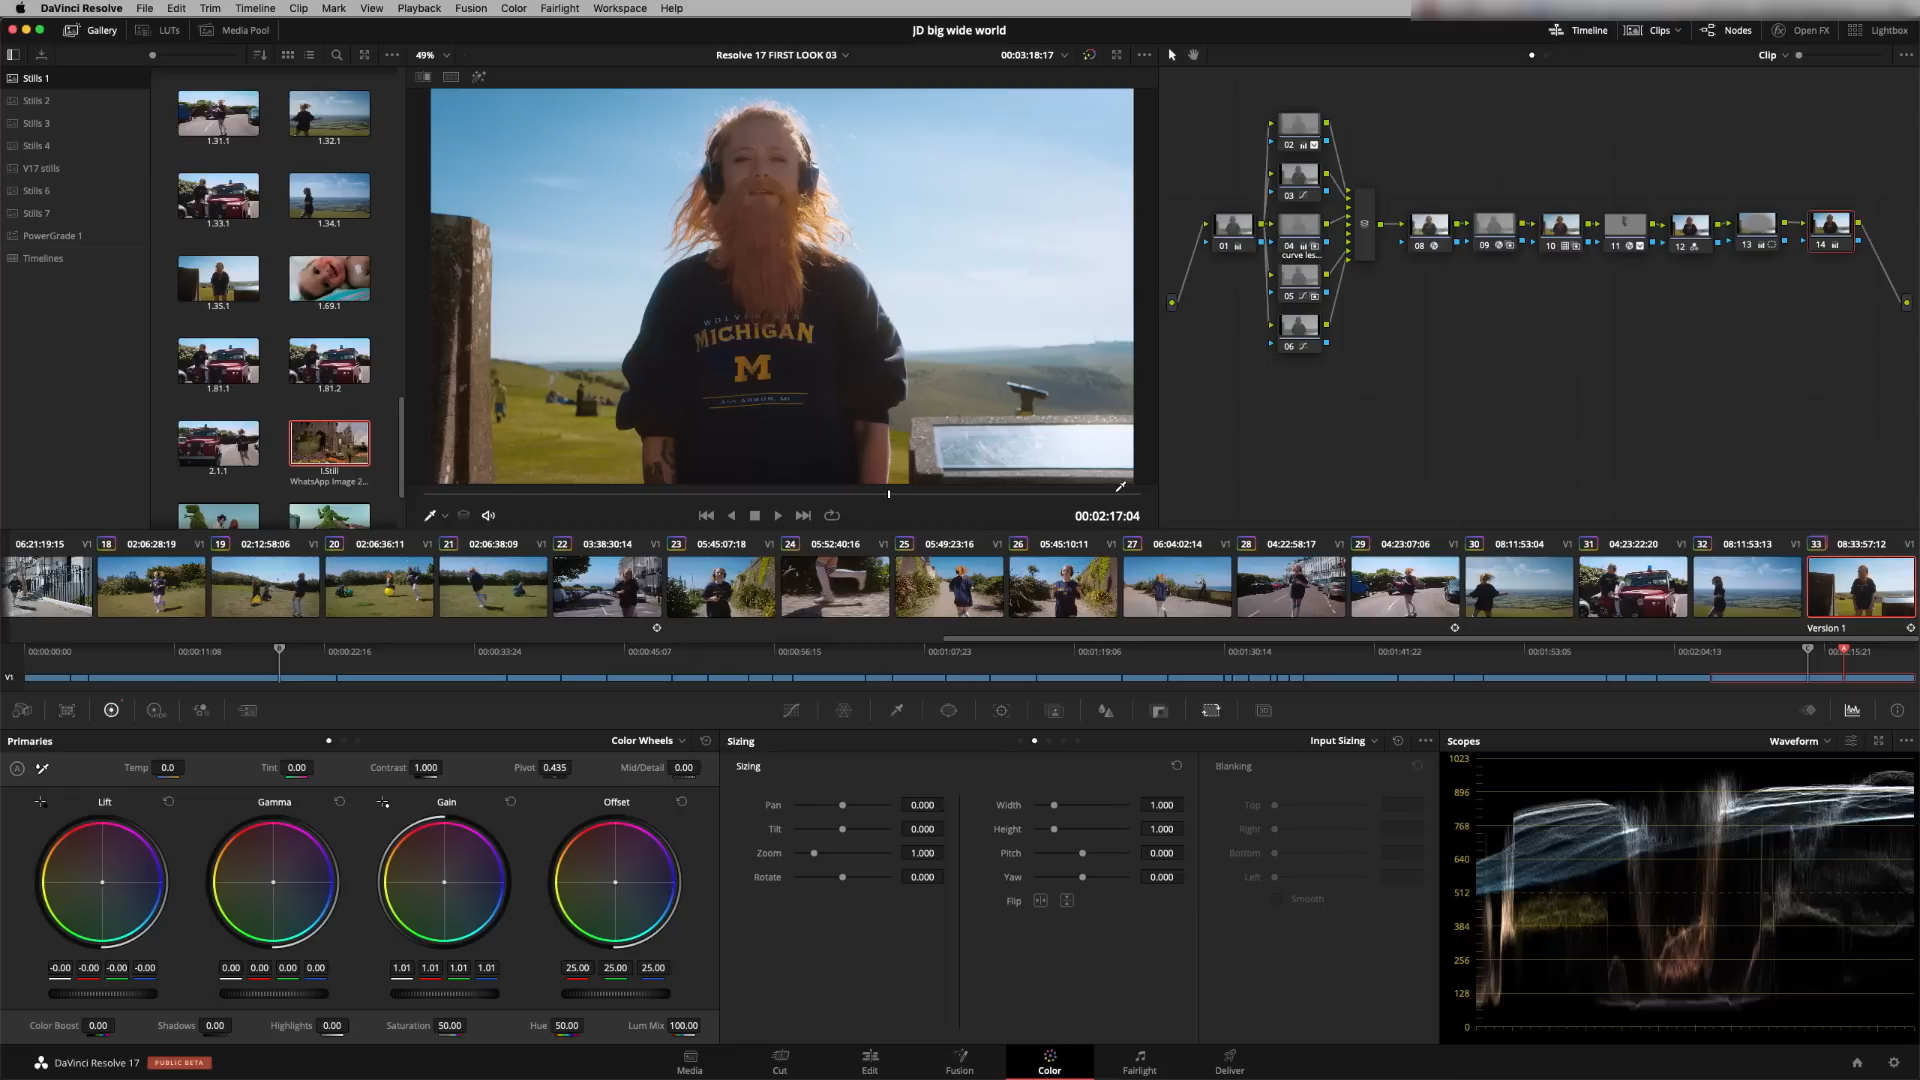 DaVinci Resolve File Edit Trim Timeline Clip Mark View Playback Fusion Color Fairlight Workspace Help
Gallery LUTs Media Pool JD big wide world Timeline Clips Nodes Open FX Lightbox
49% Resolve 17 FIRST LOOK 03 00:03:18:17 Clip
Stills 1
Stills 2
Stills 3
Stills 4
V17 stills
Stills 6
Stills 7
PowerGrade 1
Timelines
1.31.1 1.32.1
1.33.1 1.34.1
1.35.1 1.69.1
1.81.1 1.81.2
2.1.1 I.Still
WhatsApp Image 2...
MICHIGAN
M
ANN ARBOR, MI
02
03
01 04 08 09 10 11 12 13 14
curve les...
05
06
00:02:17:04
06:21:19:15 V1 18 02:06:28:19 V1 19 02:12:58:06 V1 20 02:06:36:11 V1 21 02:06:38:09 V1 22 03:38:30:14 V1 23 05:45:07:18 V1 24 05:52:40:16 V1 25 05:49:23:16 V1 26 05:45:10:11 V1 27 06:04:02:14 V1 28 04:22:58:17 V1 29 04:23:07:06 V1 30 08:11:53:04 V1 31 04:23:22:20 V1 32 08:11:53:13 V1 33 08:33:57:12 V1
Version 1
00:00:00:00 00:00:11:08 00:00:22:16 00:00:33:24 00:00:45:07 00:00:56:15 00:01:07:23 00:01:19:06 00:01:30:14 00:01:41:22 00:01:53:05 00:02:04:13
V1
Primaries Color Wheels Sizing Input Sizing Scopes Waveform
Temp 0.0 Tint 0.00 Contrast 1.000 Pivot 0.435 Mid/Detail 0.00
Sizing Blanking
Lift Gamma Gain Offset
Pan 0.000 Width 1.000 Top
Tilt 0.000 Height 1.000 Right
Zoom 1.000 Pitch 0.000 Bottom
Rotate 0.000 Yaw 0.000 Left
Flip Smooth
1023
896
768
640
512
384
256
128
0
-0.00 -0.00 -0.00 -0.00 0.00 0.00 0.00 0.00 1.01 1.01 1.01 1.01 25.00 25.00 25.00
Color Boost 0.00 Shadows 0.00 Highlights 0.00 Saturation 50.00 Hue 50.00 Lum Mix 100.00
DaVinci Resolve 17 PUBLIC BETA
Media Cut Edit Fusion Color Fairlight Deliver